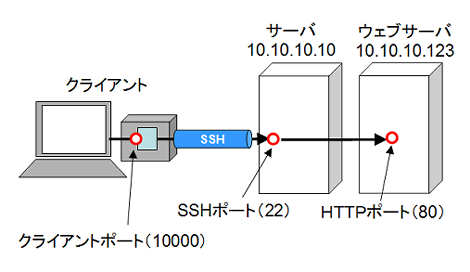 サーバ
10.10.10.10
ウェブサーバ
10.10.10.123
クライアント
SSH
SSHポート（22）
HTTPポート（80）
クライアントポート（10000）